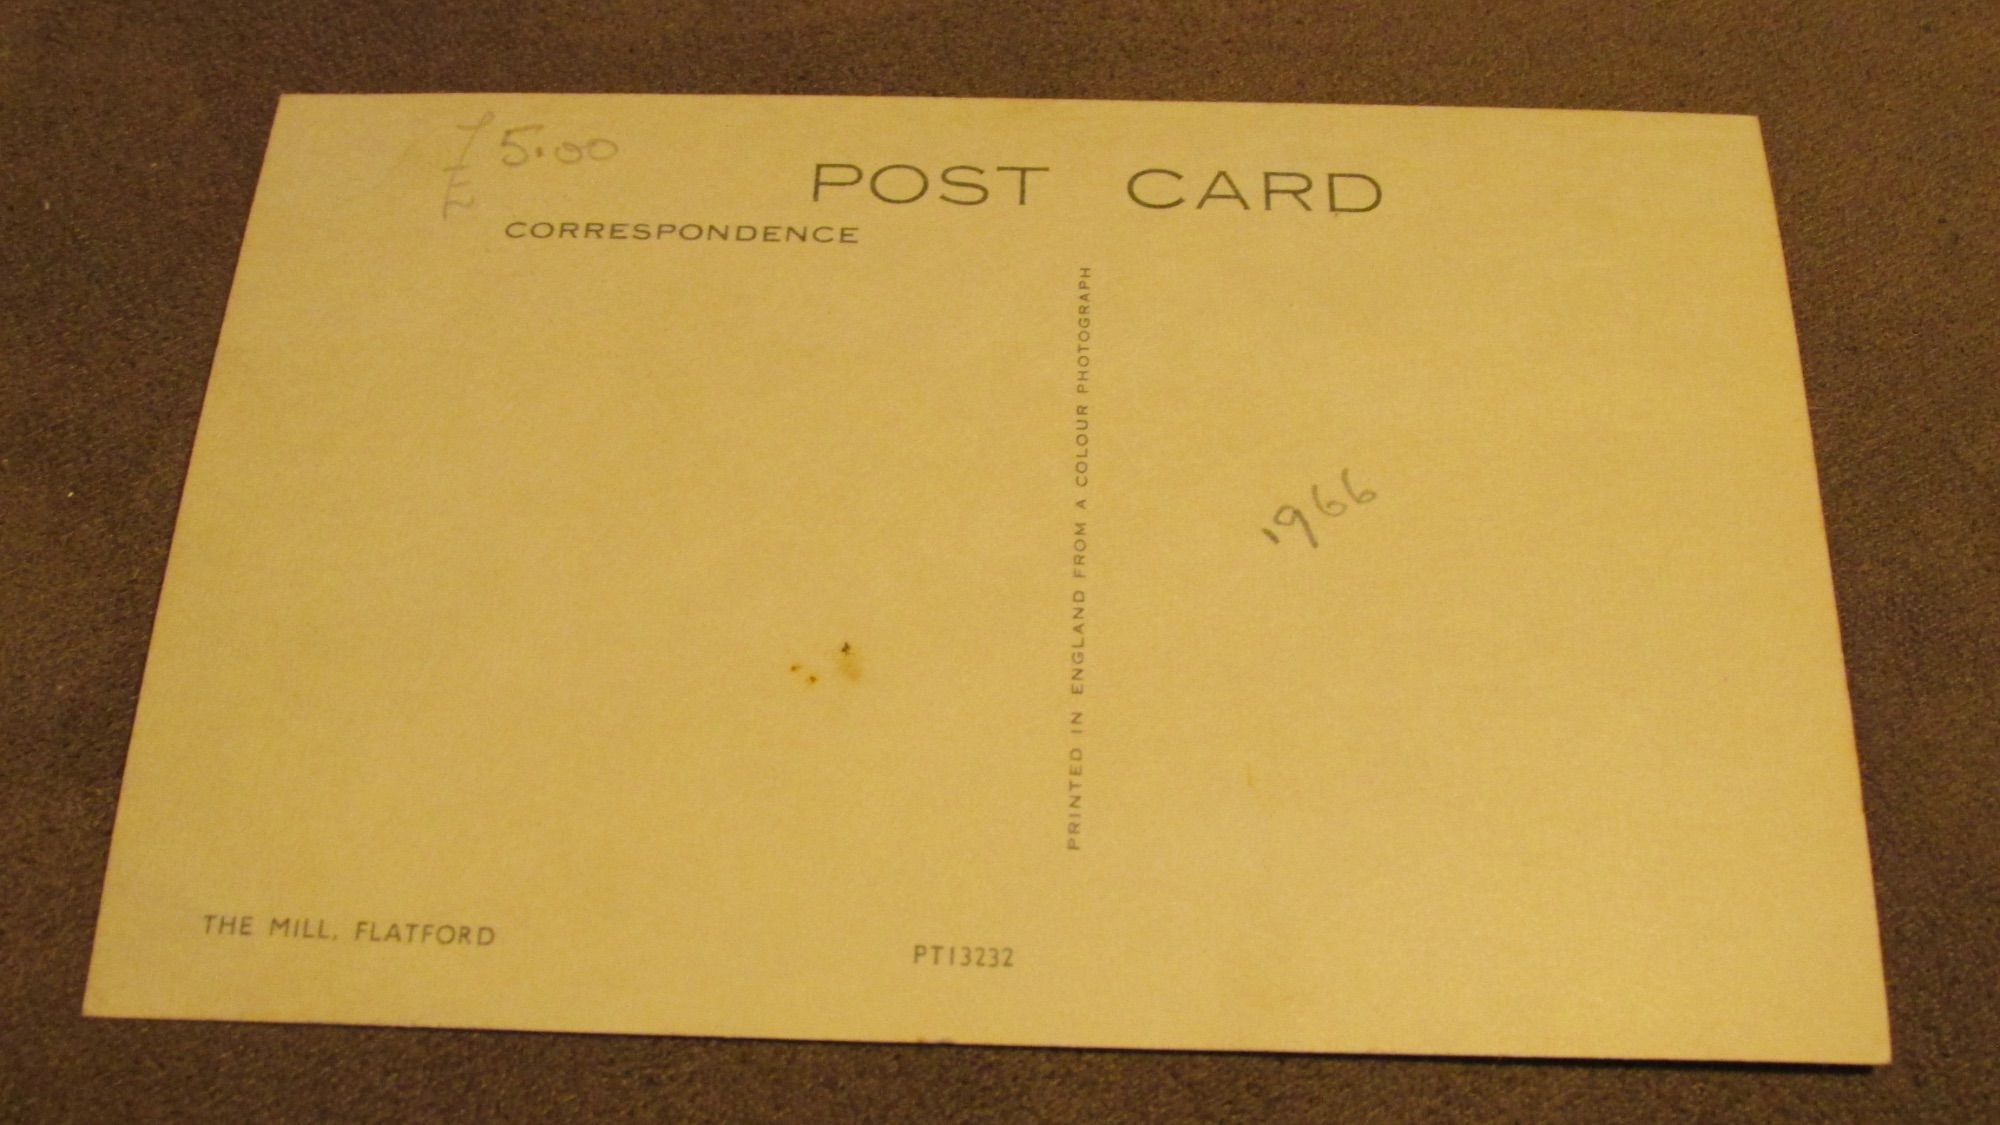 5.00
POST CARD
CORRESPONDENCE
PRINTED IN ENGLAND FROM A COLOUR PHOTOGRAPH
1966
THE MILL, FLATFORD
PT13232